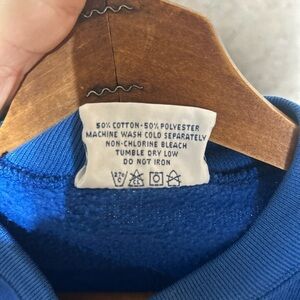 50% COTTON-50% POLYESTER
MACHINE WASH COLD SEPARATELY
NON-CHLORINE BLEACH
TUMBLE DRY LOW
DO NOT IRON